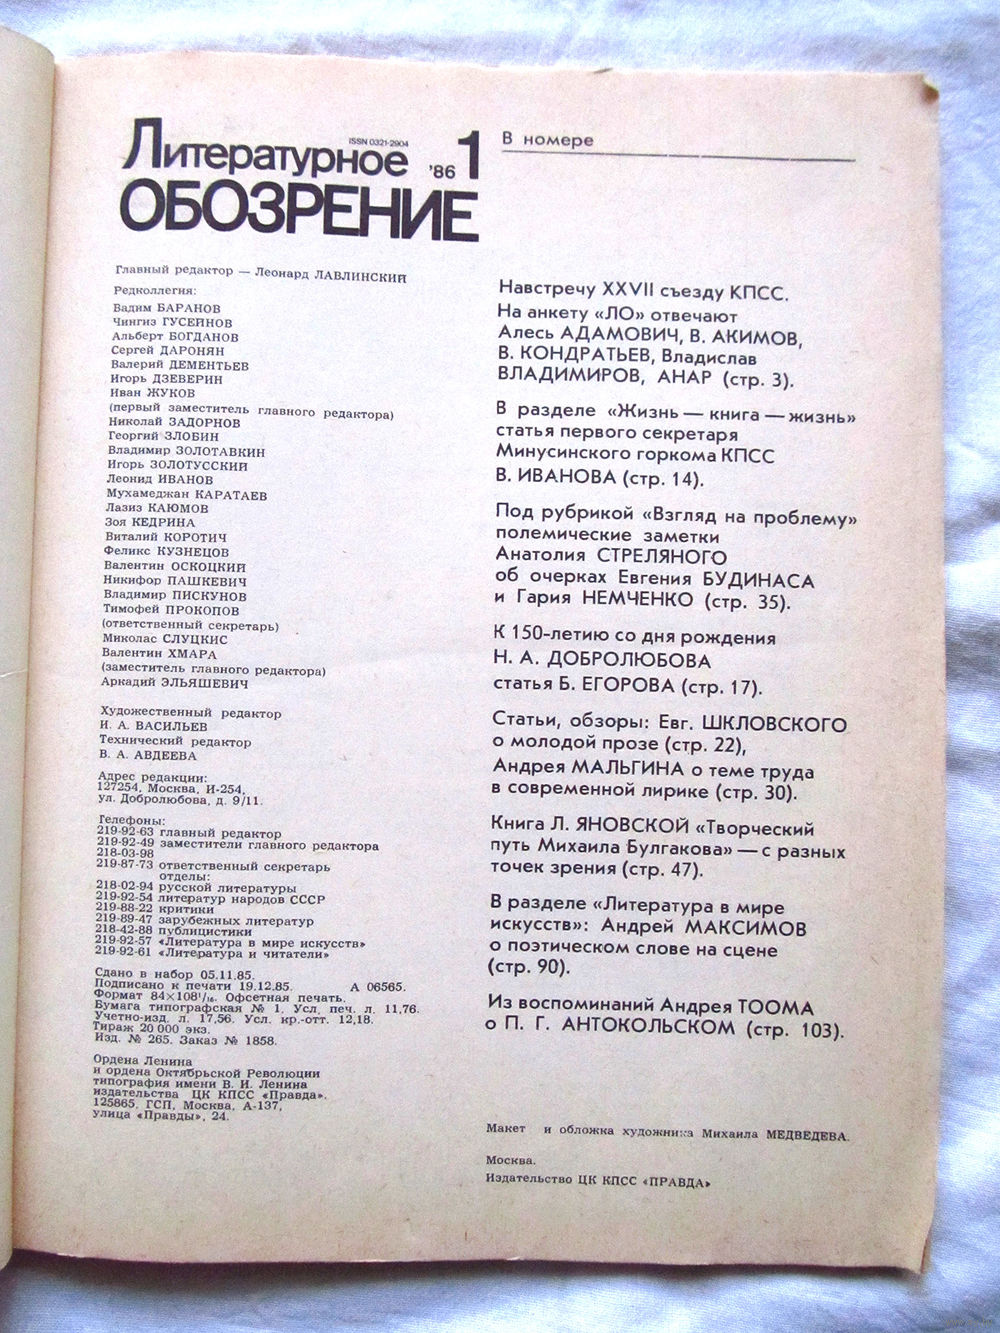 Литературное
ISSN 0321-2904
'86 1
ОБОЗРЕНИЕ
Главный редактор — Леонард ЛАВЛИНСКИЙ
Редколлегия:
Вадим БАРАНОВ
Чингиз ГУСЕЙНОВ
Альберт БОГДАНОВ
Сергей ДАРОНЯН
Валерий ДЕМЕНТЬЕВ
Игорь ДЗЕВЕРИН
Иван ЖУКОВ
(первый заместитель главного редактора)
Николай ЗАДОРНОВ
Георгий ЗЛОБИН
Владимир ЗОЛОТАВКИН
Игорь ЗОЛОТУССКИЙ
Леонид ИВАНОВ
Мухамеджан КАРАТАЕВ
Лазиз КАЮМОВ
Зоя КЕДРИНА
Виталий КОРОТИЧ
Феликс КУЗНЕЦОВ
Валентин ОСКОЦКИЙ
Никифор ПАШКЕВИЧ
Владимир ПИСКУНОВ
Тимофей ПРОКОПОВ
(ответственный секретарь)
Миколас СЛУЦКИС
Валентин ХМАРА
(заместитель главного редактора)
Аркадий ЭЛЬЯШЕВИЧ
Художественный редактор
И. А. ВАСИЛЬЕВ
Технический редактор
В. А. АВДЕЕВА
Адрес редакции:
127254, Москва, И-254,
ул. Добролюбова, д. 9/11.
Телефоны:
219-92-63 главный редактор
219-92-49 заместители главного редактора
218-03-98
219-87-73 ответственный секретарь
отделы:
218-02-94 русской литературы
219-92-54 литератур народов СССР
219-88-22 критики
219-89-47 зарубежных литератур
218-42-88 публицистики
219-92-57 «Литература в мире искусств»
219-92-61 «Литература и читатели»
Сдано в набор 05.11.85.
Подписано к печати 19.12.85. А 06565.
Формат 84×108¹/₁₆. Офсетная печать.
Бумага типографская № 1. Усл. печ. л. 11,76.
Учетно-изд. л. 17,56. Усл. кр.-отт. 12,18.
Тираж 20 000 экз.
Изд. № 265. Заказ № 1858.
Ордена Ленина
и ордена Октябрьской Революции
типография имени В. И. Ленина
издательства ЦК КПСС «Правда».
125865, ГСП, Москва, А-137,
улица «Правды», 24.
В номере
Навстречу XXVII съезду КПСС.
На анкету «ЛО» отвечают
Алесь АДАМОВИЧ, В. АКИМОВ,
В. КОНДРАТЬЕВ, Владислав
ВЛАДИМИРОВ, АНАР (стр. 3).
В разделе «Жизнь — книга — жизнь»
статья первого секретаря
Минусинского горкома КПСС
В. ИВАНОВА (стр. 14).
Под рубрикой «Взгляд на проблему»
полемические заметки
Анатолия СТРЕЛЯНОГО
об очерках Евгения БУДИНАСА
и Гария НЕМЧЕНКО (стр. 35).
К 150-летию со дня рождения
Н. А. ДОБРОЛЮБОВА
статья Б. ЕГОРОВА (стр. 17).
Статьи, обзоры: Евг. ШКЛОВСКОГО
о молодой прозе (стр. 22),
Андрея МАЛЬГИНА о теме труда
в современной лирике (стр. 30).
Книга Л. ЯНОВСКОЙ «Творческий
путь Михаила Булгакова» — с разных
точек зрения (стр. 47).
В разделе «Литература в мире
искусств»: Андрей МАКСИМОВ
о поэтическом слове на сцене
(стр. 90).
Из воспоминаний Андрея ТООМА
о П. Г. АНТОКОЛЬСКОМ (стр. 103).
Макет и обложка художника Михаила МЕДВЕДЕВА.
Москва.
Издательство ЦК КПСС «ПРАВДА»